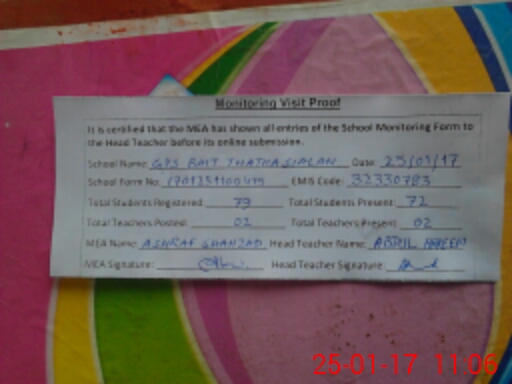 Monitoring Visit Proof
It is certified that the MEA has shown all entries of the School Monitoring Form to
the Head Teacher before its online submission.
School Name: GPS BAIT Date: 25/01/17
School Form No: EMIS Code: 32330783
Total Students Registered: 79 Total Students Present: 72
Total Teachers Posted: 02 Total Teachers Present: 02
MEA Name: ASHRAF SHAHZAD Head Teacher Name: ABDUL
MEA Signature: Head Teacher Signature:
25-01-17 11:06